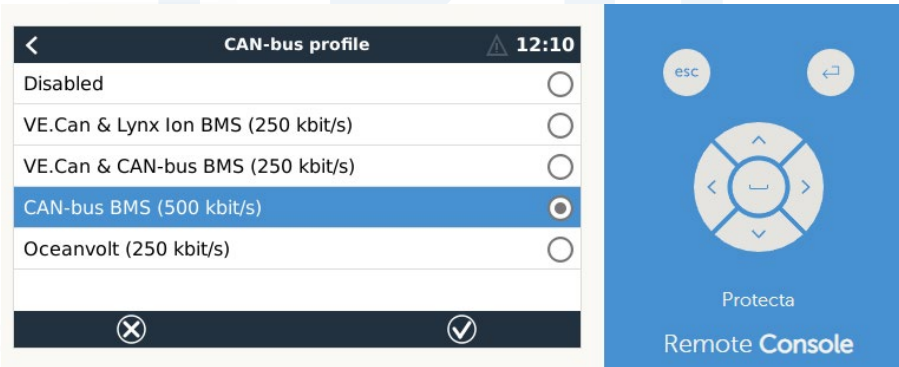 CAN-bus profile 12:10
Disabled
VE.Can & Lynx Ion BMS (250 kbit/s)
VE.Can & CAN-bus BMS (250 kbit/s)
CAN-bus BMS (500 kbit/s)
Oceanvolt (250 kbit/s)
esc
Protecta
Remote Console